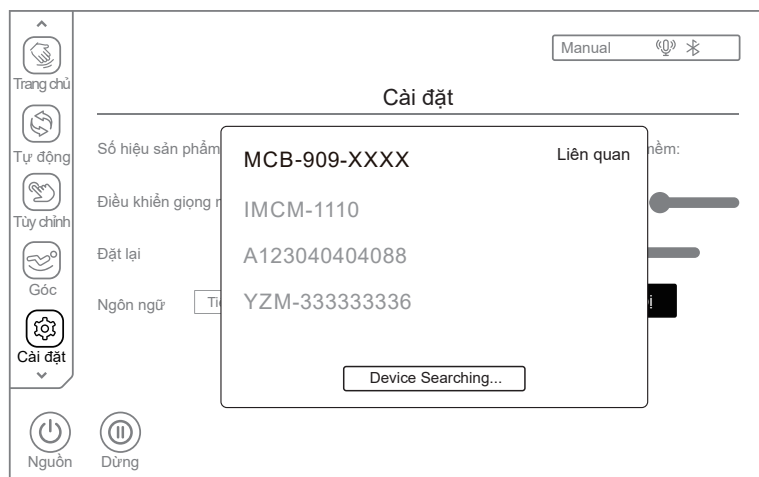 Manual
Trang chủ
Cài đặt
Tự động
Số hiệu sản phẩm
MCB-909-XXXX
Liên quan
mềm:
Tùy chỉnh
Điều khiển giọng
IMCM-1110
Góc
Đặt lại
A123040404088
Ngôn ngữ
YZM-333333336
Cài đặt
Device Searching...
Nguồn
Dừng